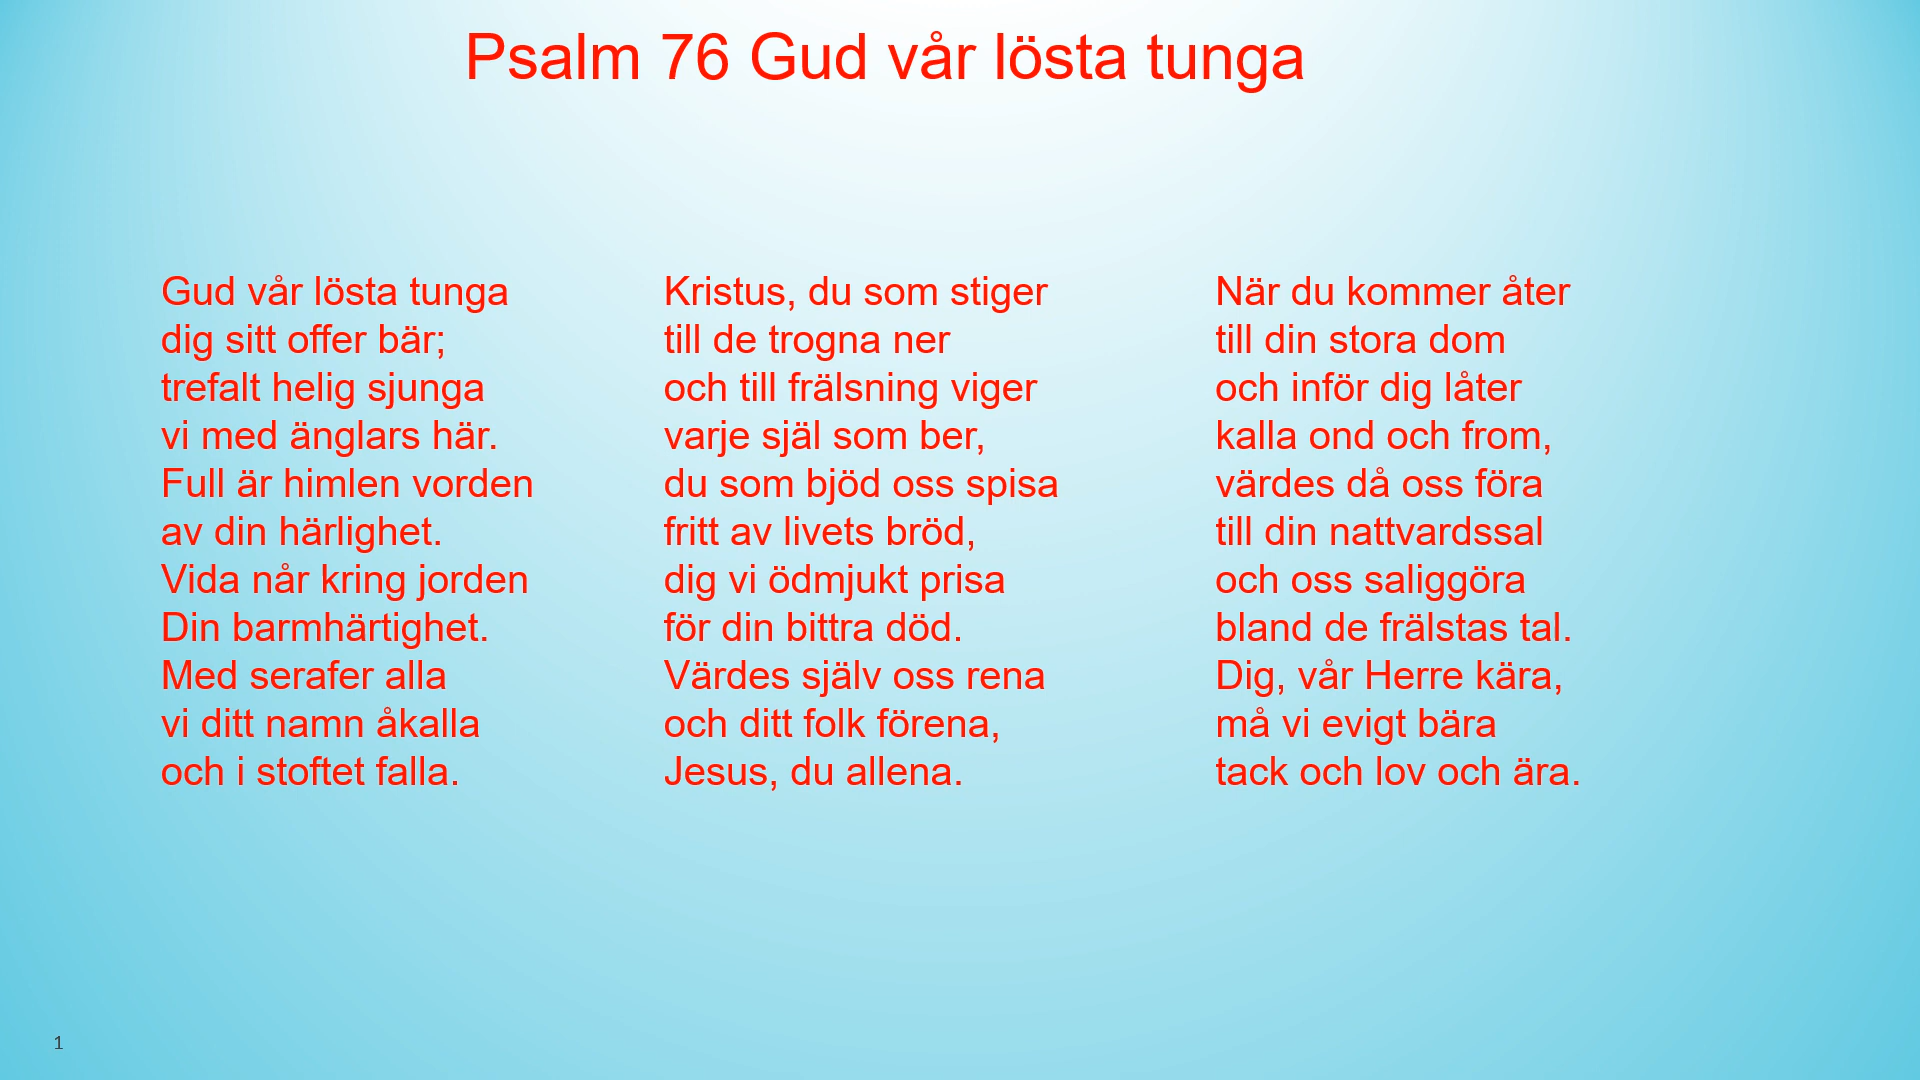 Psalm 76 Gud vår lösta tunga
Gud vår lösta tunga
dig sitt offer bär;
trefalt helig sjunga
vi med änglars här.
Full är himlen vorden
av din härlighet.
Vida når kring jorden
Din barmhärtighet.
Med serafer alla
vi ditt namn åkalla
och i stoftet falla.
Kristus, du som stiger
till de trogna ner
och till frälsning viger
varje själ som ber,
du som bjöd oss spisa
fritt av livets bröd,
dig vi ödmjukt prisa
för din bittra död.
Värdes själv oss rena
och ditt folk förena,
Jesus, du allena.
När du kommer åter
till din stora dom
och inför dig låter
kalla ond och from,
värdes då oss föra
till din nattvardssal
och oss saliggöra
bland de frälstas tal.
Dig, vår Herre kära,
må vi evigt bära
tack och lov och ära.
1